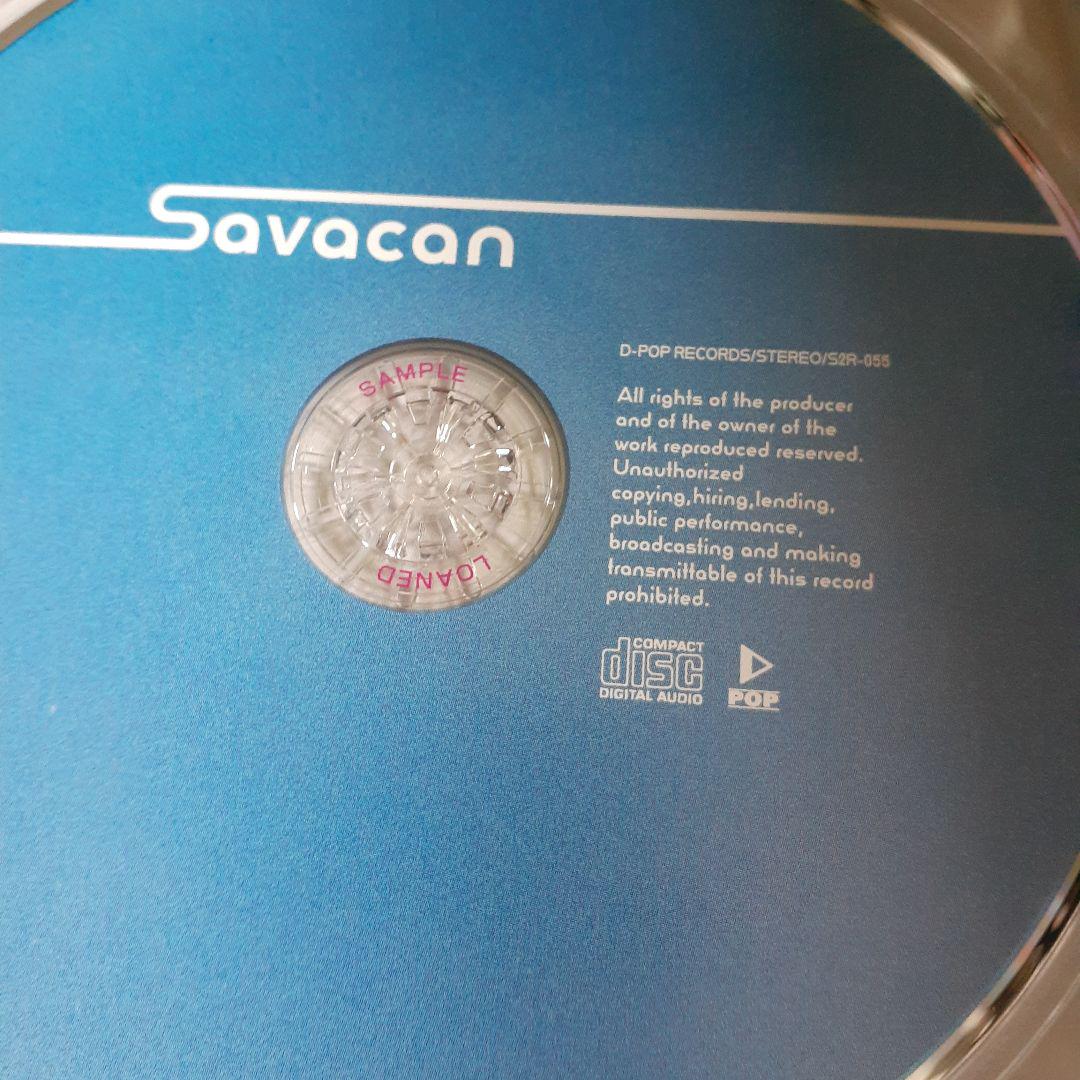 Savacan
SAMPLE
LOANED
D-POP RECORDS/STEREO/S2R-055
All rights of the producer
and of the owner of the
work reproduced reserved.
Unauthorized
copying,hiring,lending,
public performance,
broadcasting and making
transmittable of this record
prohibited.
COMPACT
disc
DIGITAL AUDIO
POP